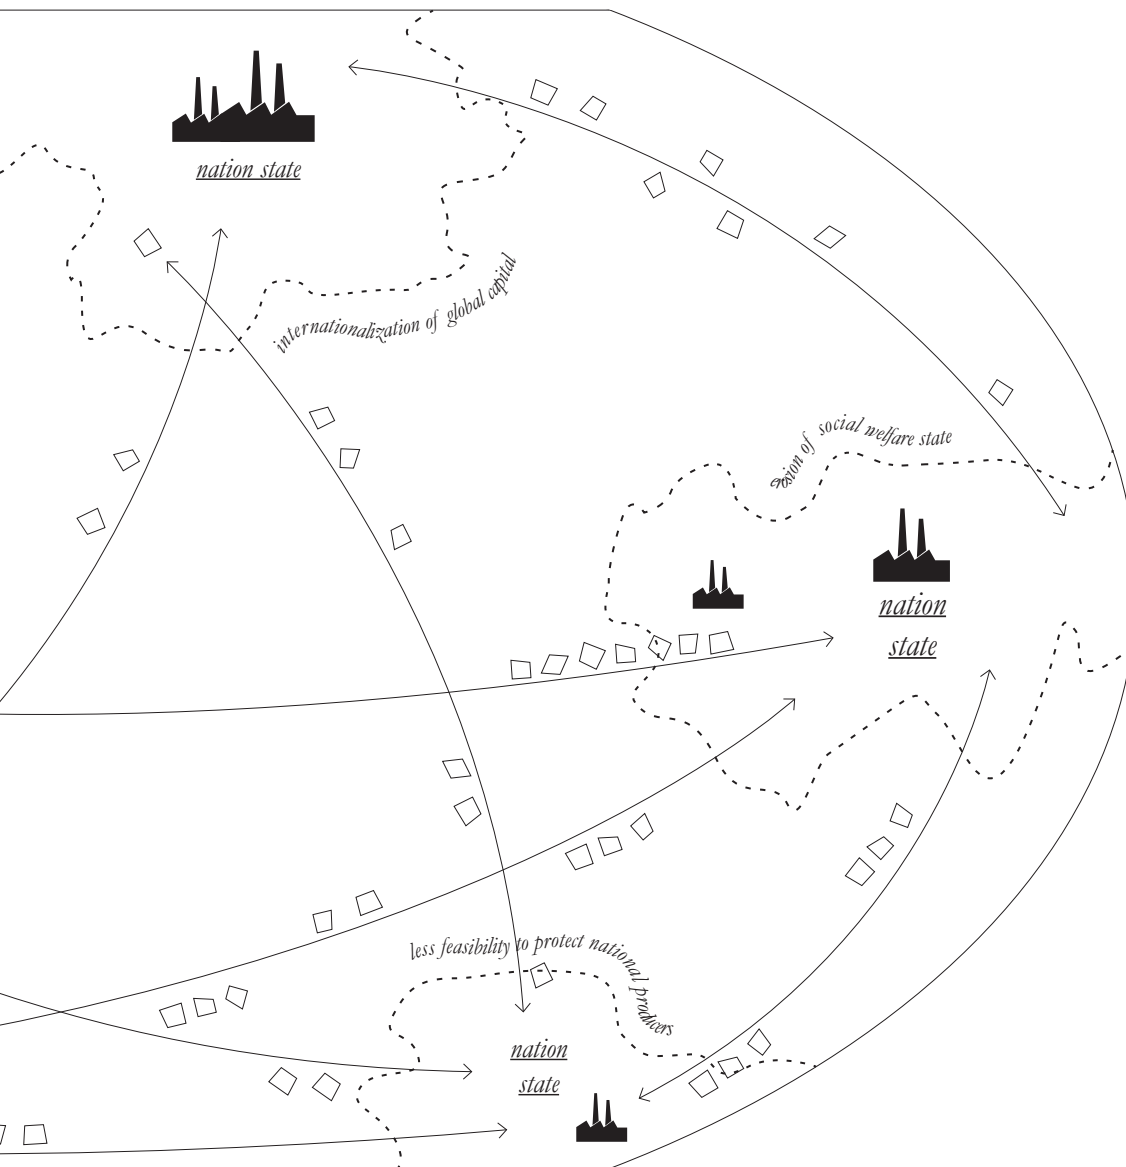 nation state
internationalization of global capital
erosion of social welfare state
nation
state
less feasibility to protect national producers
nation
state